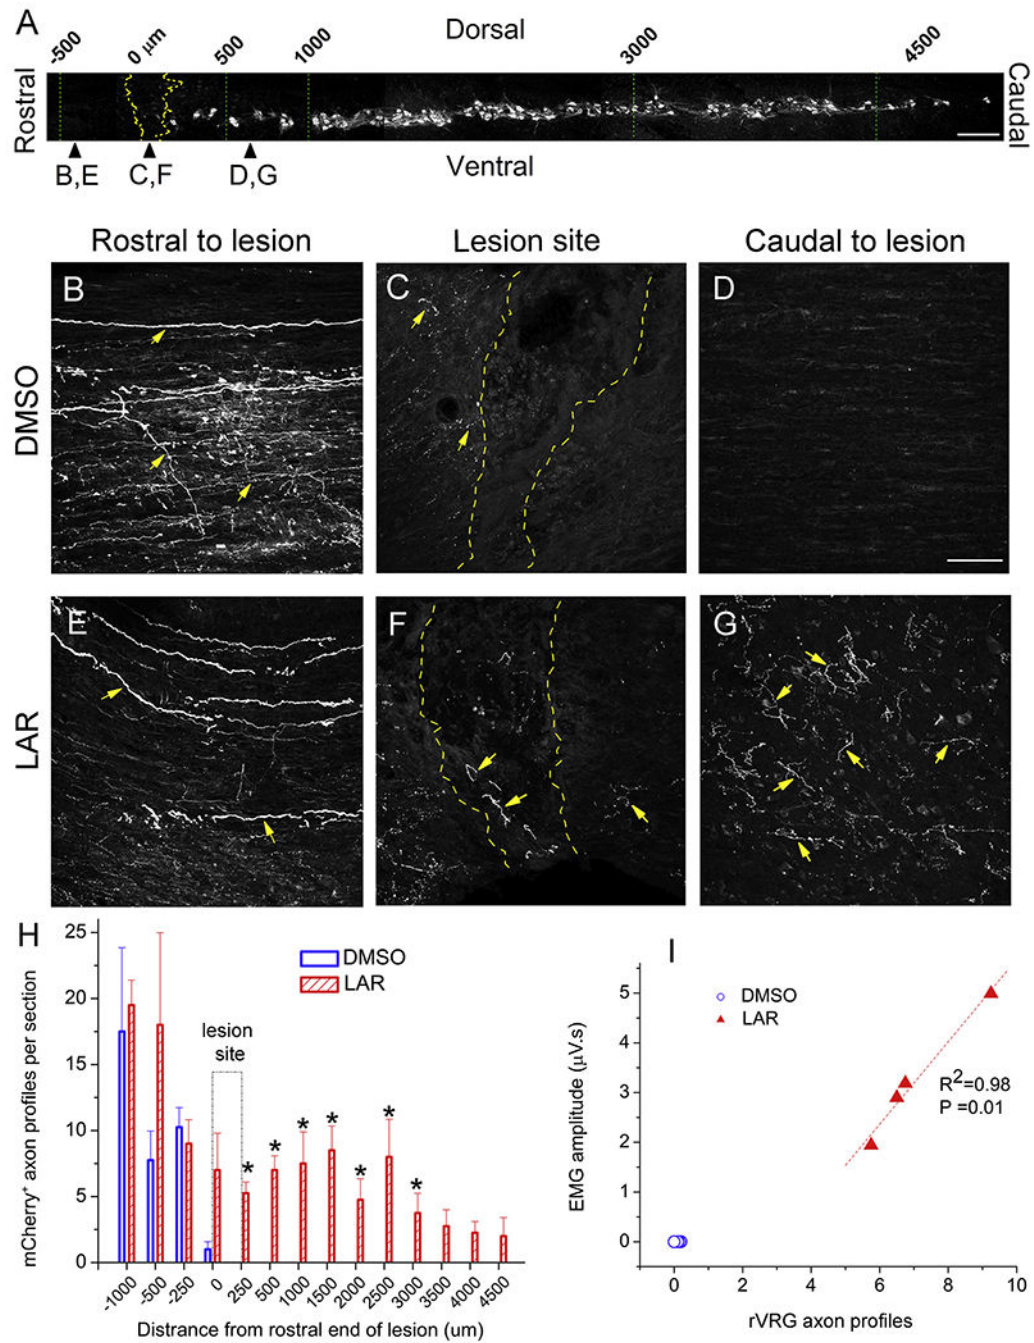 A
-500
0 μm
500
1000
Dorsal
3000
4500
Rostral
Caudal
B,E
C,F
D,G
Ventral
Rostral to lesion
Lesion site
Caudal to lesion
DMSO
B
C
D
LAR
E
F
G
H
25
20
15
10
5
0
mCherry⁺ axon profiles per section
DMSO
LAR
lesion
site
*
*
*
*
*
*
*
-1000
-500
-250
0
250
500
1000
1500
2000
2500
3000
3500
4000
4500
Distrance from rostral end of lesion (um)
I
DMSO
LAR
R²=0.98
P =0.01
5
4
3
2
1
0
EMG amplitude (μV.s)
0
2
4
6
8
10
rVRG axon profiles